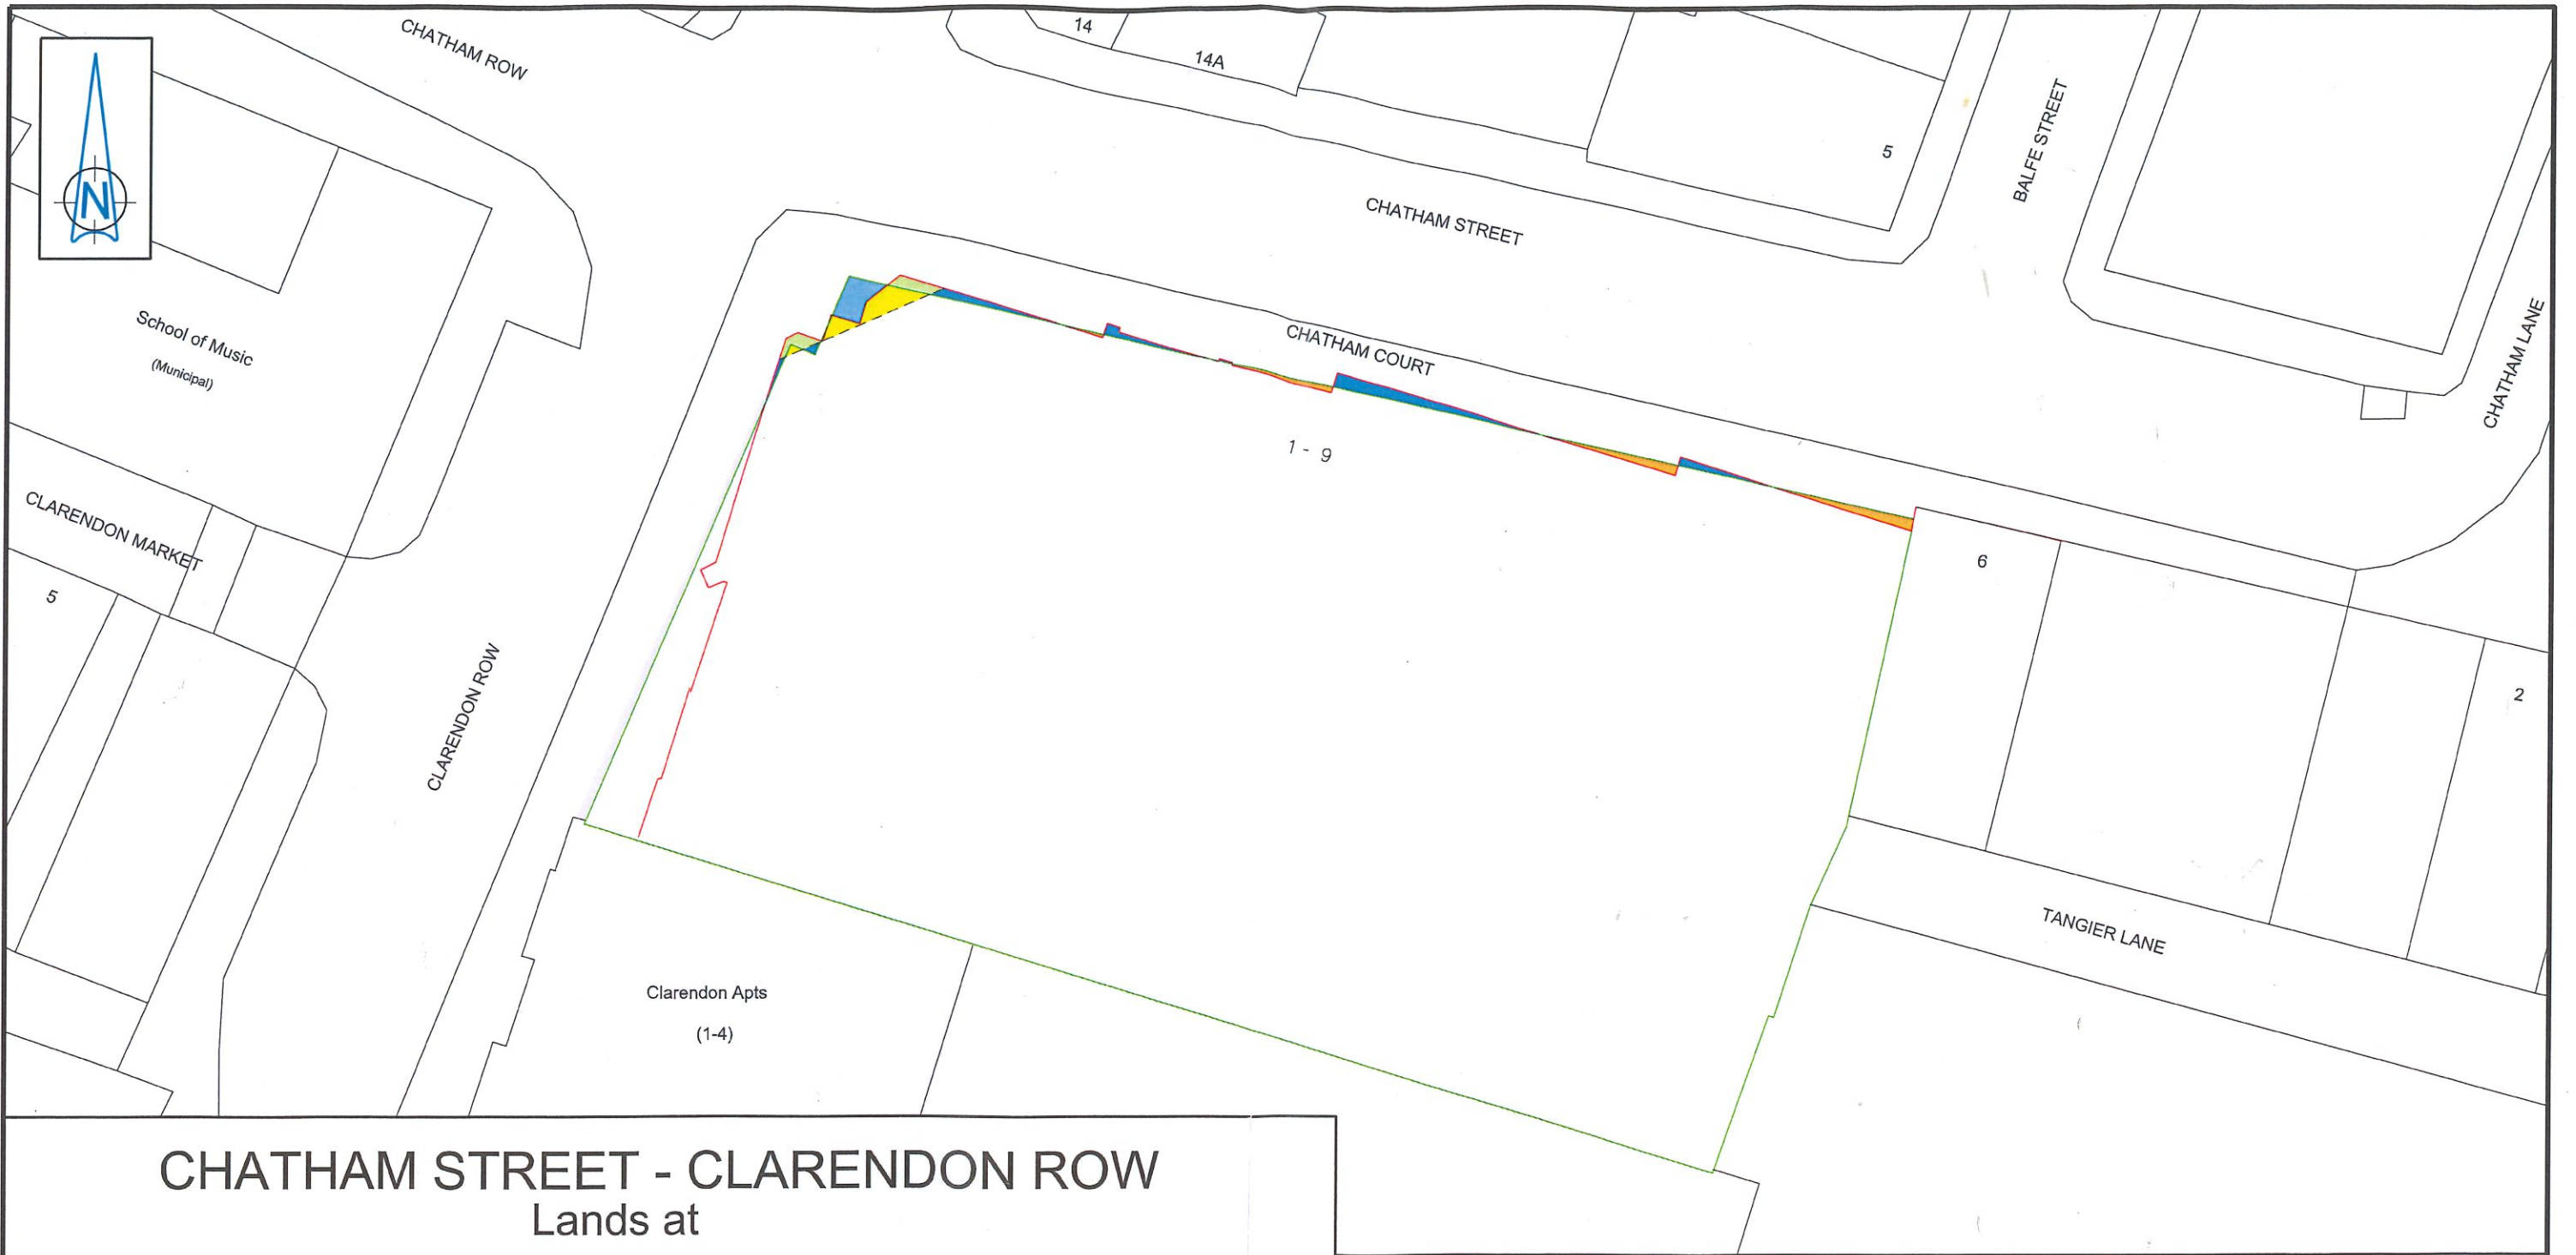 CHATHAM ROW
14
14A
5
BALFE STREET
N
CHATHAM STREET
CHATHAM COURT
CHATHAM LANE
School of Music
(Municipal)
1 - 9
CLARENDON MARKET
5
6
2
CLARENDON ROW
TANGIER LANE
Clarendon Apts
(1-4)
CHATHAM STREET - CLARENDON ROW
Lands at